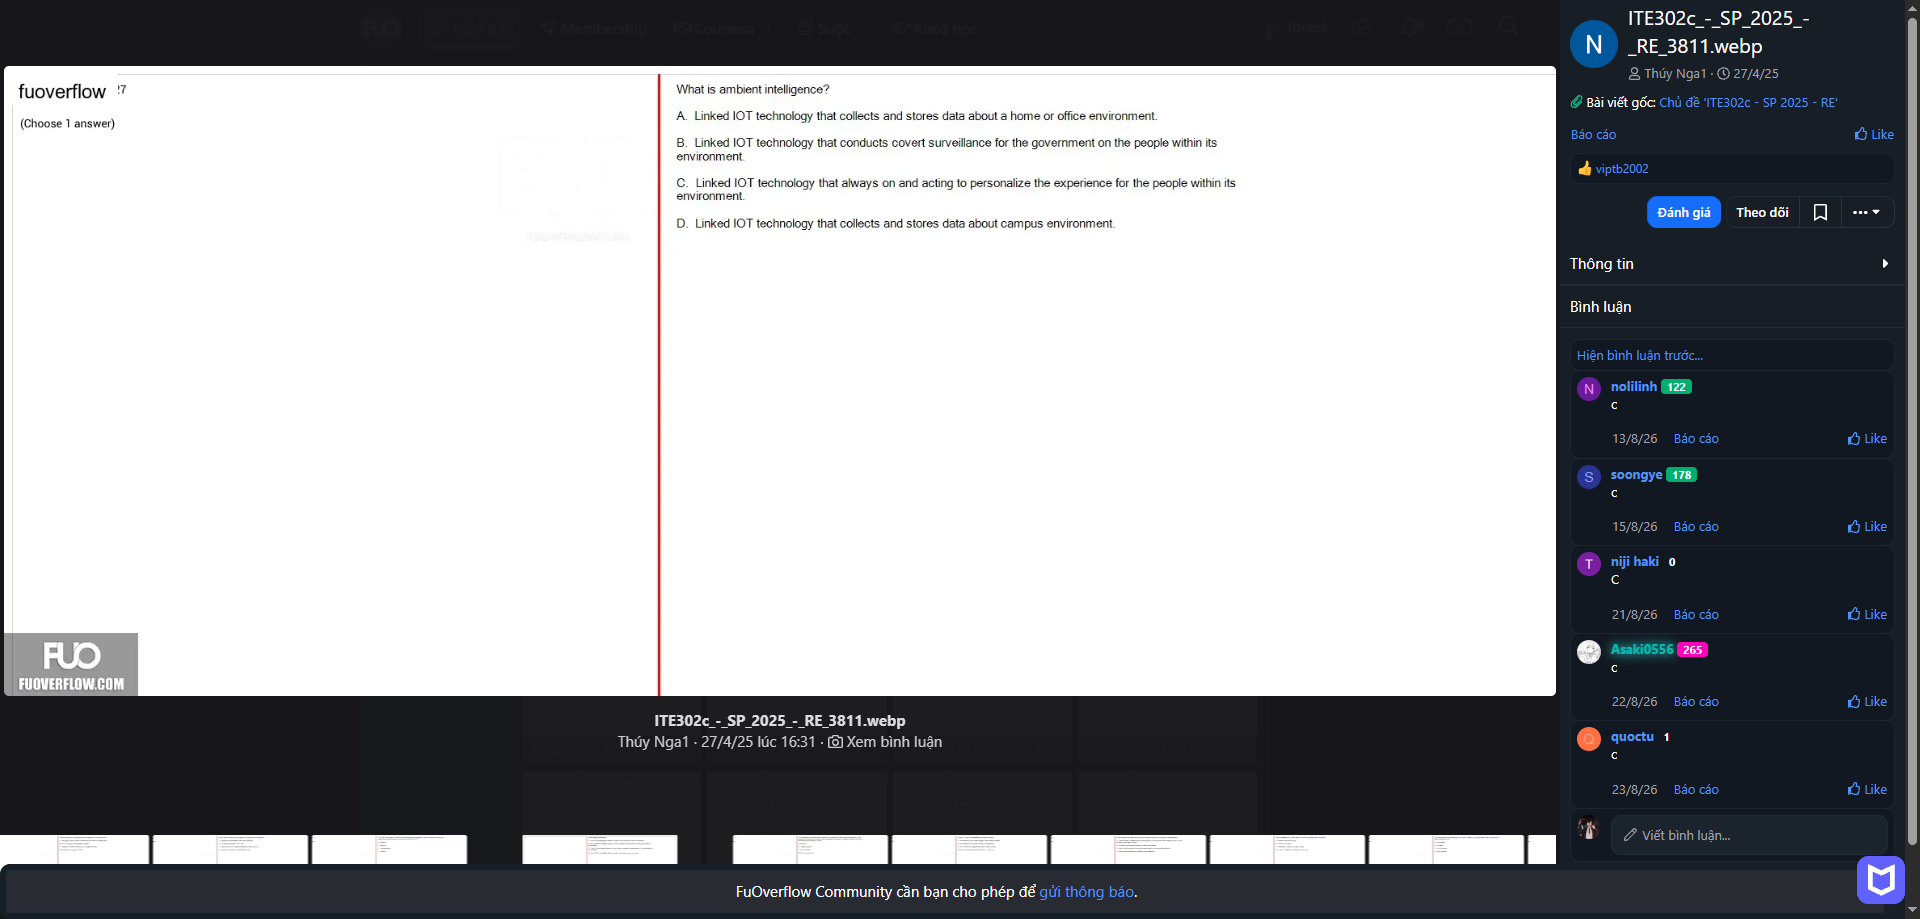 Membership
Coursera
Torest
fuoverflow
27
(Choose 1 answer)
What is ambient intelligence?
A. Linked IOT technology that collects and stores data about a home or office environment.
B. Linked IOT technology that conducts covert surveillance for the government on the people within its
environment.
C. Linked IOT technology that always on and acting to personalize the experience for the people within its
environment.
D. Linked IOT technology that collects and stores data about campus environment.
FUO
FUOVERFLOW.COM
ITE302c_-_SP_2025_-_RE_3811.webp
Thúy Nga1 · 27/4/25 lúc 16:31 · Xem bình luận
FuOverflow Community cần bạn cho phép để gửi thông báo.
N
ITE302c_-_SP_2025_-
_RE_3811.webp
Thúy Nga1 · 27/4/25
Bài viết gốc: Chủ đề 'ITE302c - SP 2025 - RE'
Báo cáo Like
viptb2002
Đánh giá Theo dõi
Thông tin
Bình luận
Hiện bình luận trước...
N nolilinh 122
c
13/8/26 Báo cáo Like
S soongye 178
c
15/8/26 Báo cáo Like
T niji haki 0
C
21/8/26 Báo cáo Like
Asaki0556 265
c
22/8/26 Báo cáo Like
Q quoctu 1
c
23/8/26 Báo cáo Like
Viết bình luận...